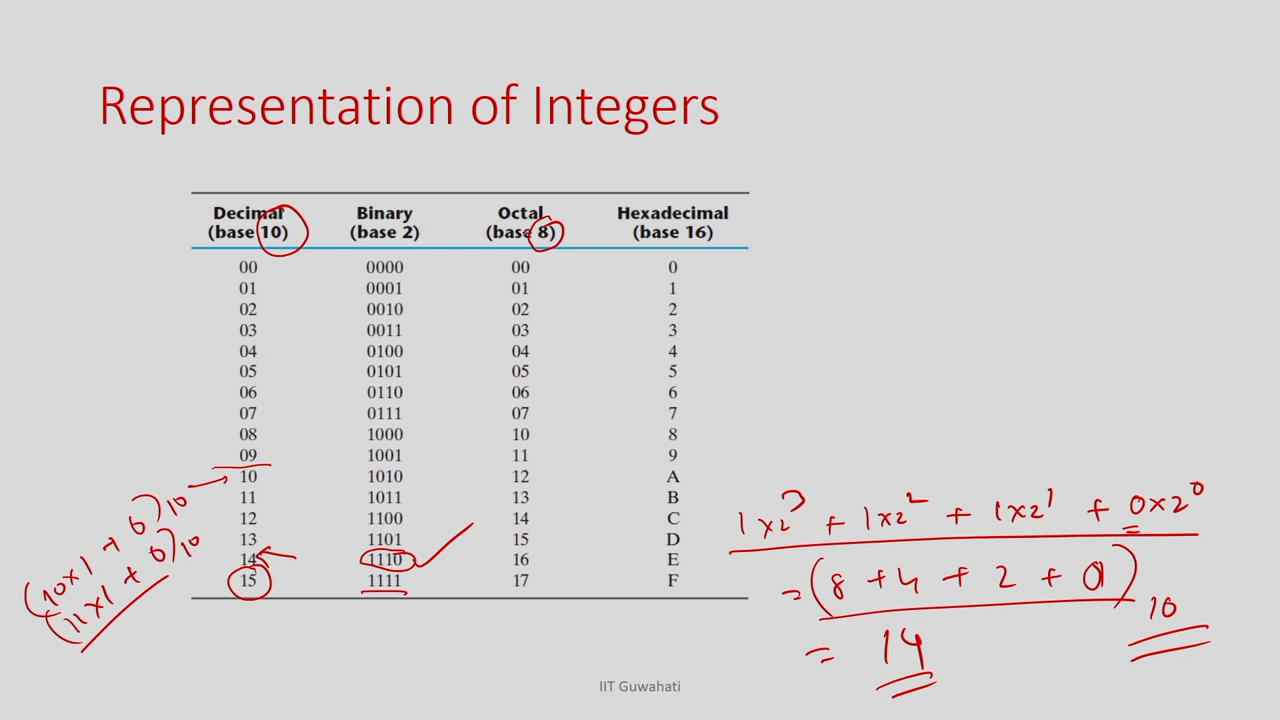 Representation of Integers
Decimal Binary Octal Hexadecimal
(base 10) (base 2) (base 8) (base 16)
00 0000 00 0
01 0001 01 1
02 0010 02 2
03 0011 03 3
04 0100 04 4
05 0101 05 5
06 0110 06 6
07 0111 07 7
08 1000 10 8
09 1001 11 9
10 1010 12 A
11 1011 13 B
12 1100 14 C
13 1101 15 D
14 1110 16 E
15 1111 17 F
(10x1 + 0)10
(11x1 + 0)10
1x2³ + 1x2² + 1x2¹ + 0x2⁰
= (8 + 4 + 2 + 0)10
= 14
IIT Guwahati